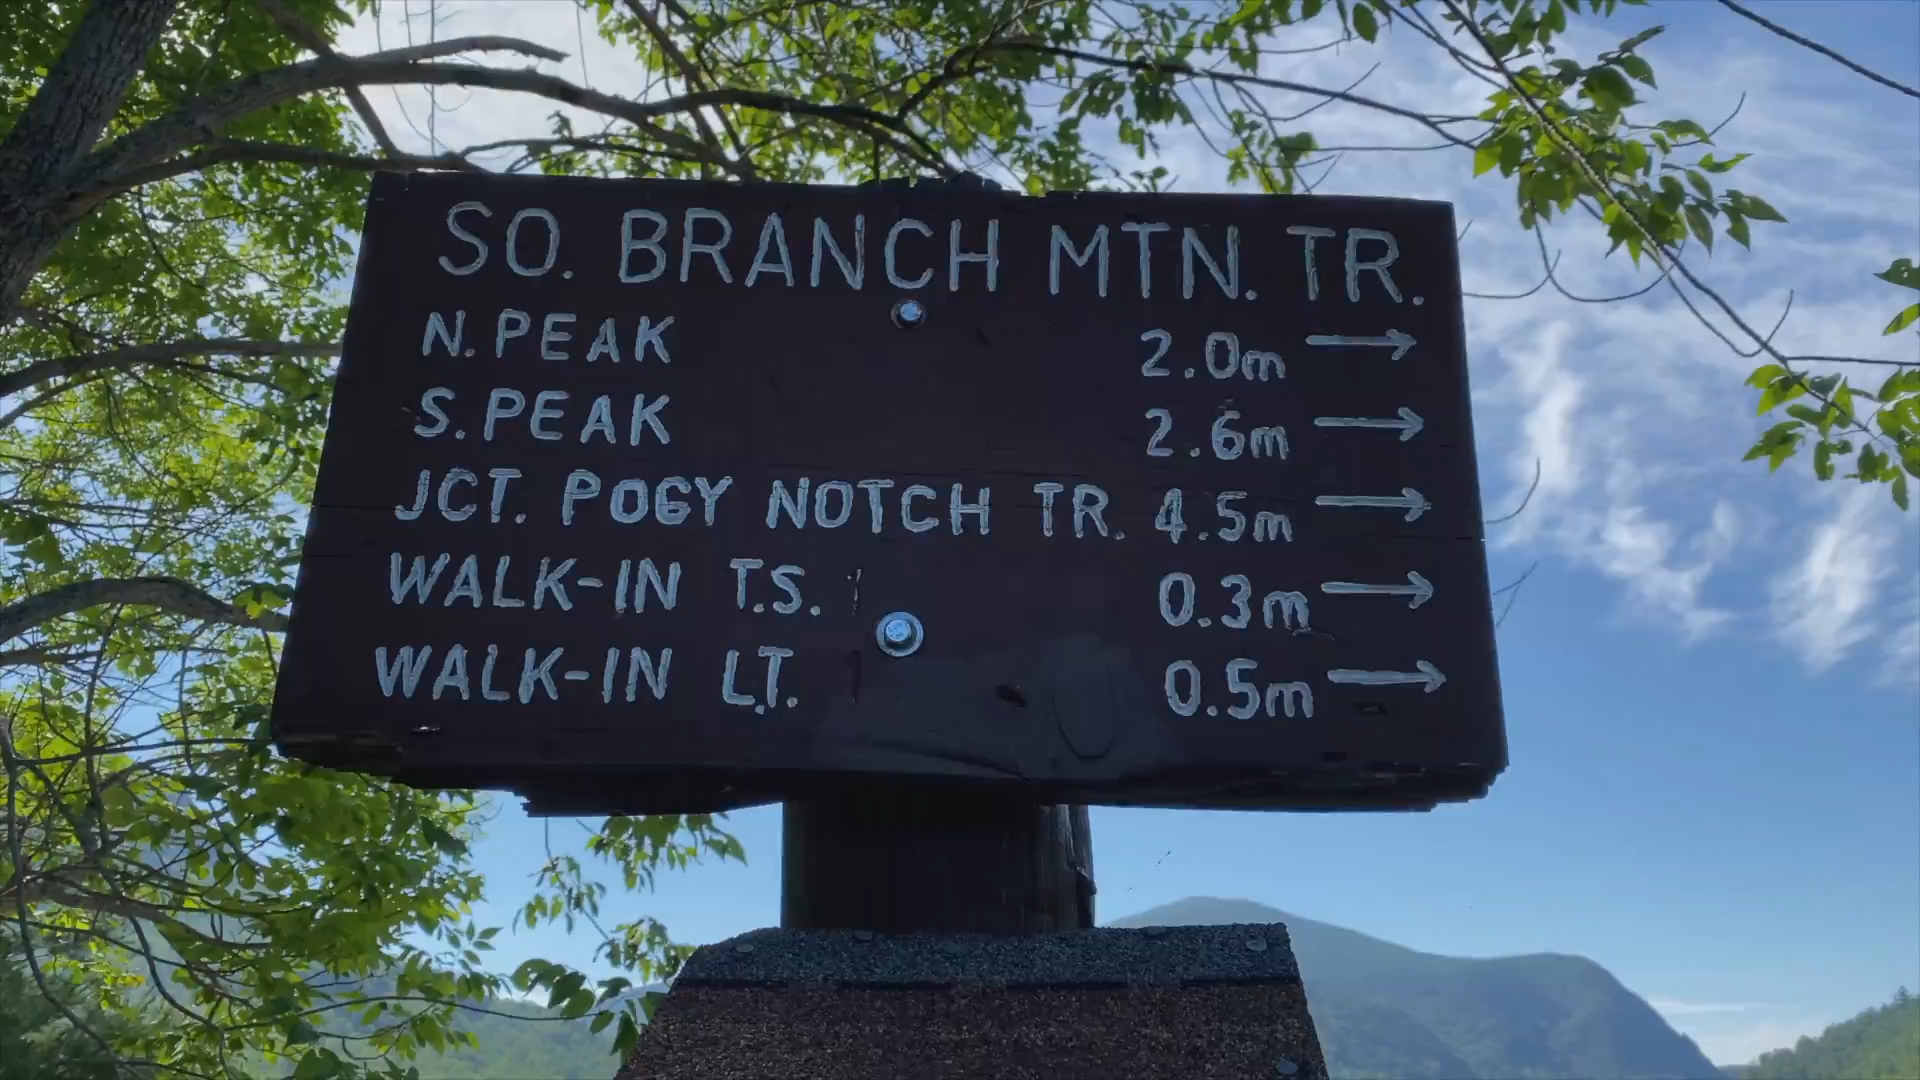 SO. BRANCH MTN. TR.
N. PEAK 2.0m →
S. PEAK 2.6m →
JCT. POGY NOTCH TR. 4.5m →
WALK-IN T.S. 0.3m →
WALK-IN L.T. 0.5m →